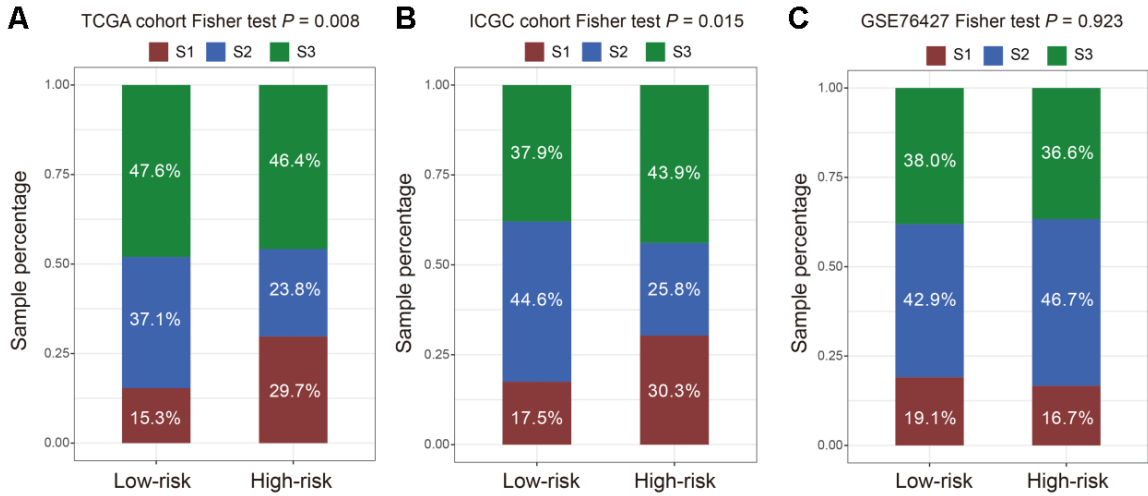 A
TCGA cohort Fisher test P = 0.008
S1 S2 S3
Sample percentage
1.00
0.75
0.50
0.25
0.00
47.6%
37.1%
15.3%
46.4%
23.8%
29.7%
Low-risk High-risk
B
ICGC cohort Fisher test P = 0.015
S1 S2 S3
Sample percentage
1.00
0.75
0.50
0.25
0.00
37.9%
44.6%
17.5%
43.9%
25.8%
30.3%
Low-risk High-risk
C
GSE76427 Fisher test P = 0.923
S1 S2 S3
Sample percentage
1.00
0.75
0.50
0.25
0.00
38.0%
42.9%
19.1%
36.6%
46.7%
16.7%
Low-risk High-risk